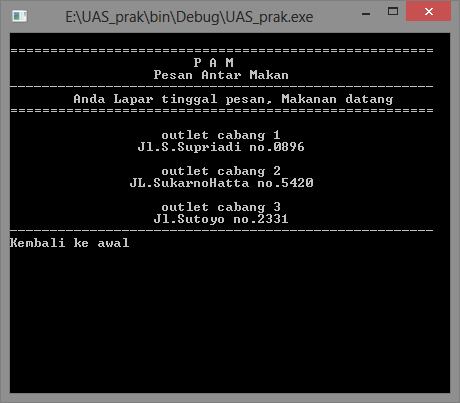 E:\UAS_prak\bin\Debug\UAS_prak.exe
=====================================================
P A M
Pesan Antar Makan
-----------------------------------------------------
Anda Lapar tinggal pesan, Makanan datang
=====================================================
outlet cabang 1
Jl.S.Supriadi no.0896
outlet cabang 2
JL.SukarnoHatta no.5420
outlet cabang 3
Jl.Sutoyo no.2331
-----------------------------------------------------
Kembali ke awal